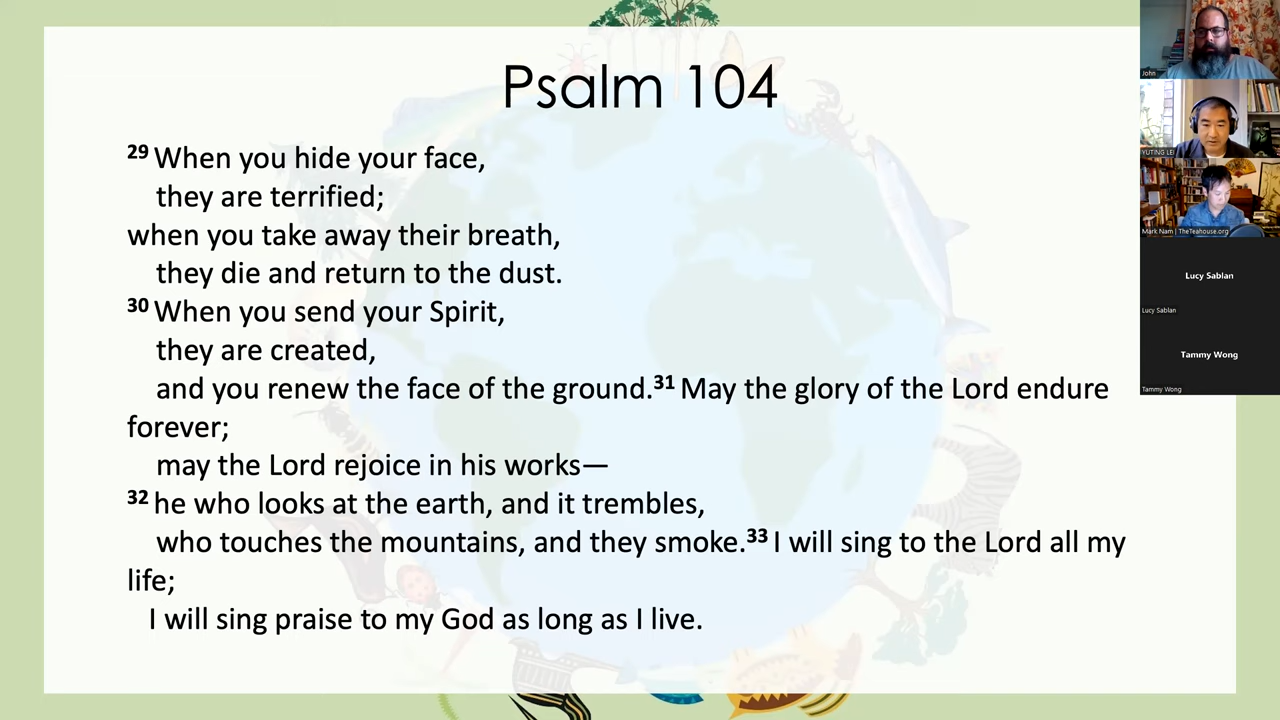 Psalm 104
29 When you hide your face,
they are terrified;
when you take away their breath,
they die and return to the dust.
30 When you send your Spirit,
they are created,
and you renew the face of the ground.31 May the glory of the Lord endure
forever;
may the Lord rejoice in his works—
32 he who looks at the earth, and it trembles,
who touches the mountains, and they smoke.33 I will sing to the Lord all my
life;
I will sing praise to my God as long as I live.
John
YUTING LEI
Mark Nam | TheTeahouse.org
Lucy Sablan
Lucy Sablan
Tammy Wong
Tammy Wong